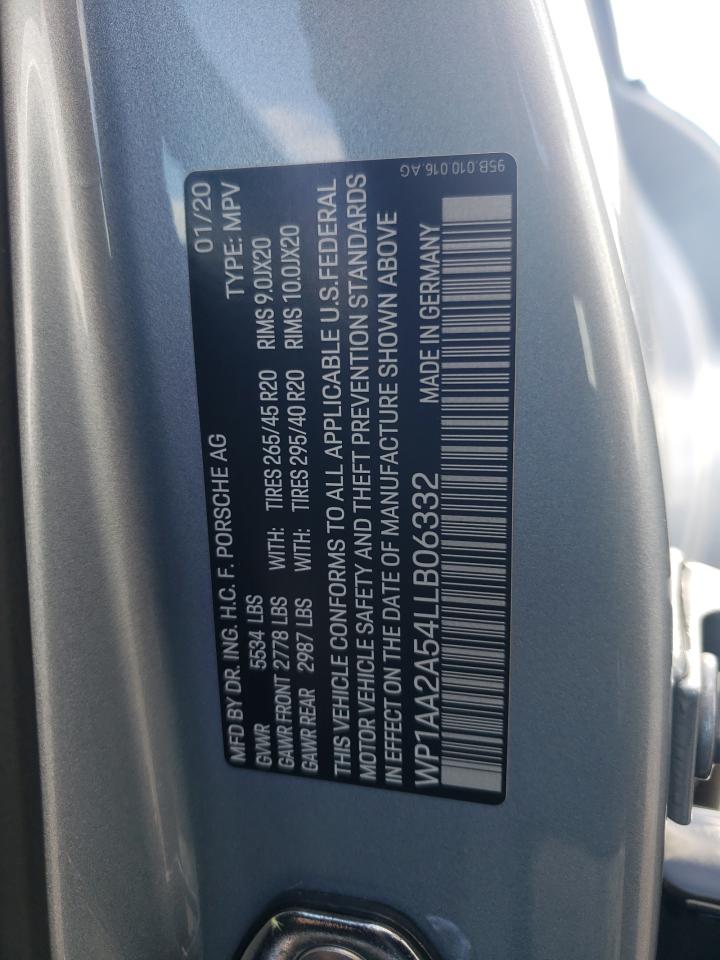 MFD BY DR. ING. H.C. F. PORSCHE AG 01/20
GVWR 5534 LBS TYPE: MPV
GAWR FRONT 2778 LBS WITH: TIRES 265/45 R20 RIMS 9.0JX20
GAWR REAR 2987 LBS WITH: TIRES 295/40 R20 RIMS 10.0JX20
THIS VEHICLE CONFORMS TO ALL APPLICABLE U.S.FEDERAL
MOTOR VEHICLE SAFETY AND THEFT PREVENTION STANDARDS
IN EFFECT ON THE DATE OF MANUFACTURE SHOWN ABOVE
WP1AA2A54LLB06332 MADE IN GERMANY
95B.010.016.AG